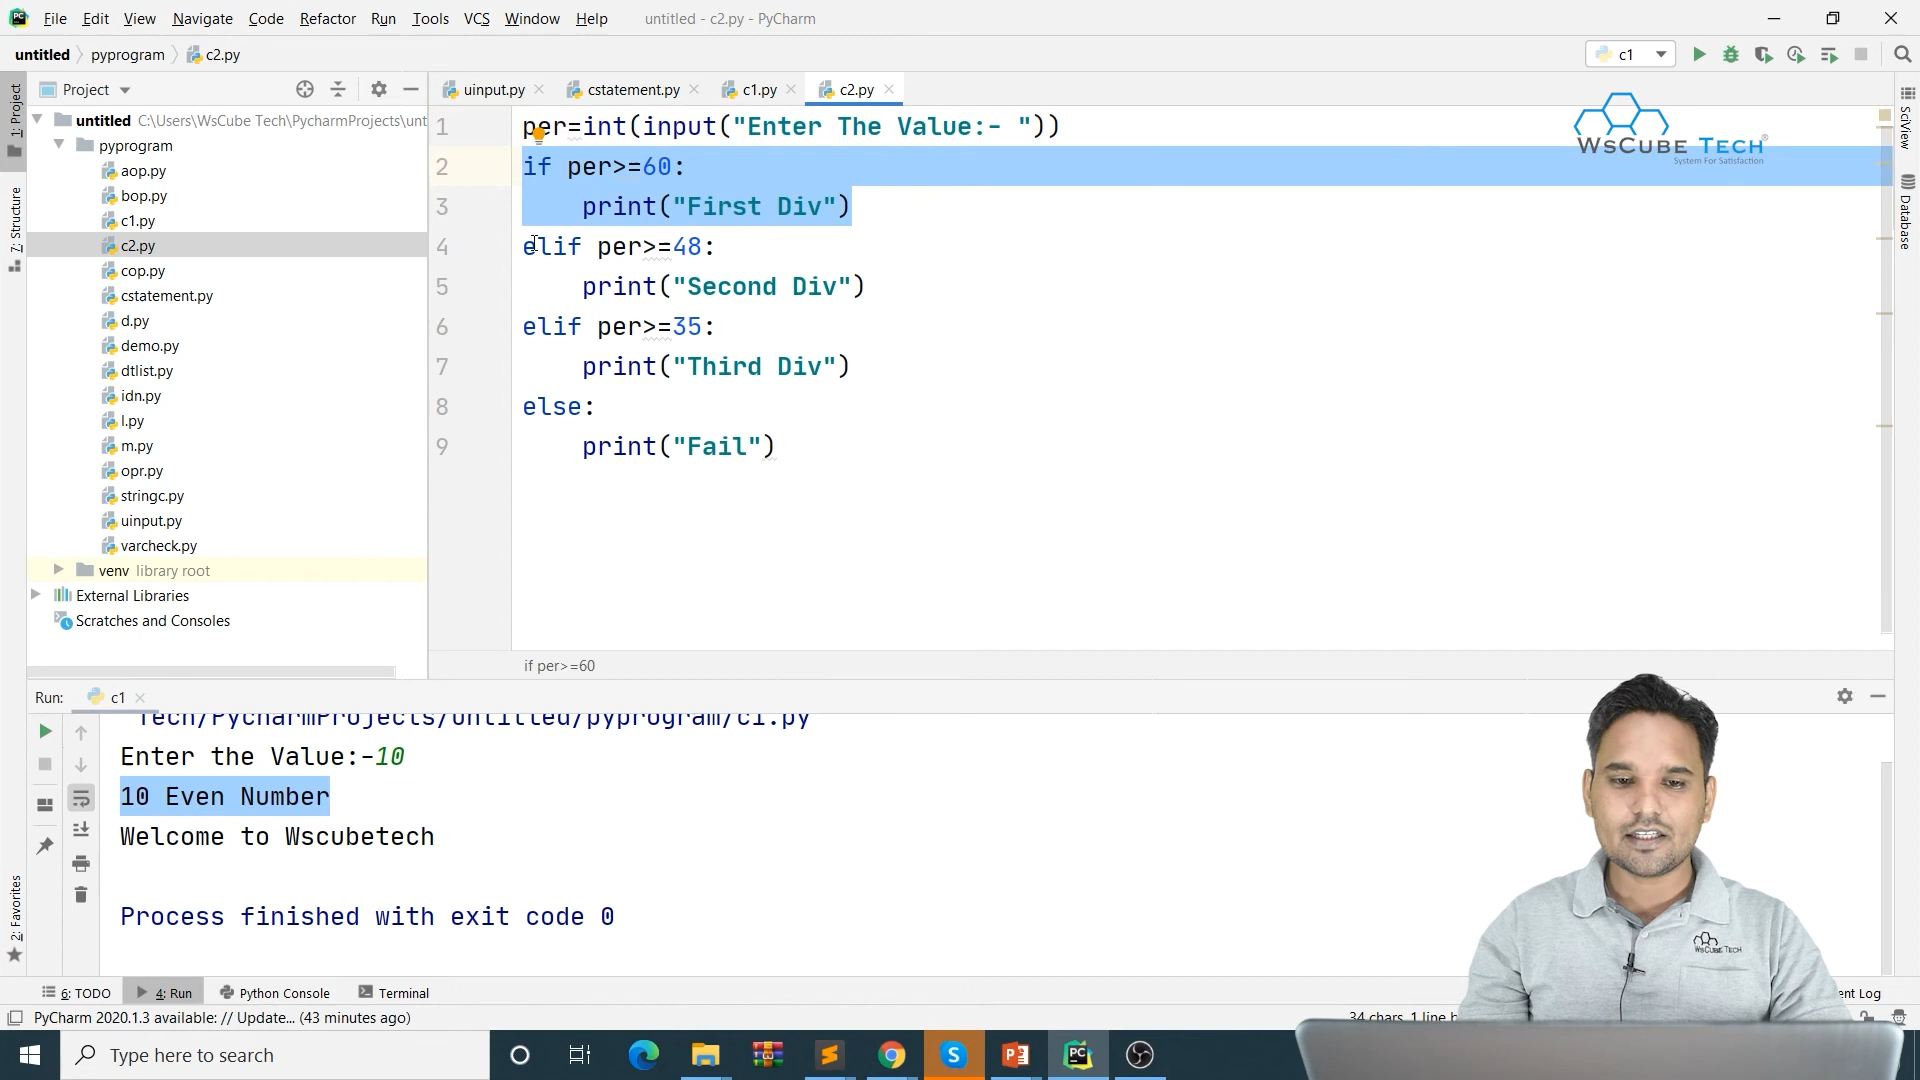 File Edit View Navigate Code Refactor Run Tools VCS Window Help untitled - c2.py - PyCharm
untitled pyprogram c2.py c1
1: Project
Project
uinput.py cstatement.py c1.py c2.py
untitled C:\Users\WsCube Tech\PycharmProjects\unt
pyprogram
aop.py
bop.py
c1.py
c2.py
cop.py
cstatement.py
d.py
demo.py
dtlist.py
idn.py
l.py
m.py
opr.py
stringc.py
uinput.py
varcheck.py
venv library root
External Libraries
Scratches and Consoles
7: Structure
2: Favorites
1 per=int(input("Enter The Value:- "))
2 if per>=60:
3 print("First Div")
4 elif per>=48:
5 print("Second Div")
6 elif per>=35:
7 print("Third Div")
8 else:
9 print("Fail")
if per>=60
WSCUBE TECH
System For Satisfaction
SciView
Database
Run: c1
Tech/PycharmProjects/untitled/pyprogram/c1.py
Enter the Value:-10
10 Even Number
Welcome to Wscubetech
Process finished with exit code 0
WSCUBE TECH
6: TODO 4: Run Python Console Terminal ent Log
PyCharm 2020.1.3 available: // Update... (43 minutes ago) 34 chars, 1 line b
Type here to search